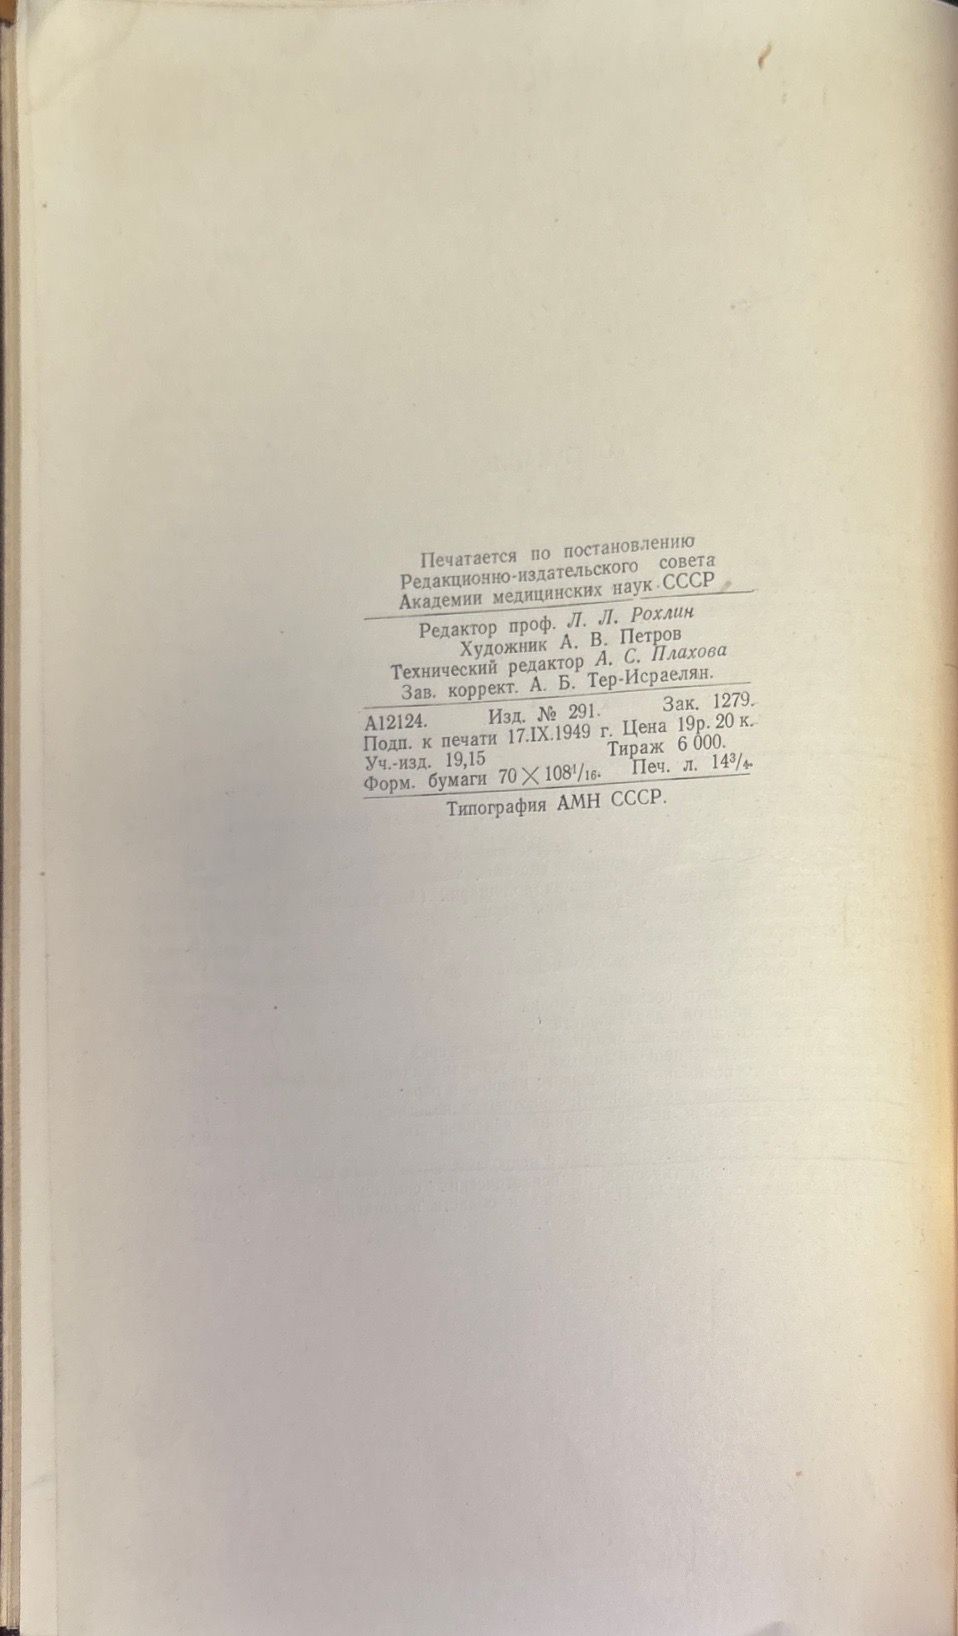 Печатается по постановлению
Редакционно-издательского совета
Академии медицинских наук СССР
Редактор проф. Л. Л. Рохлин
Художник А. В. Петров
Технический редактор А. С. Плахова
Зав. коррект. А. Б. Тер-Исраелян.
А12124. Изд. № 291. Зак. 1279.
Подп. к печати 17.IX.1949 г. Цена 19р. 20 к.
Уч.-изд. 19,15 Тираж 6 000.
Форм. бумаги 70 × 108¹/₁₆. Печ. л. 14³/₄.
Типография АМН СССР.